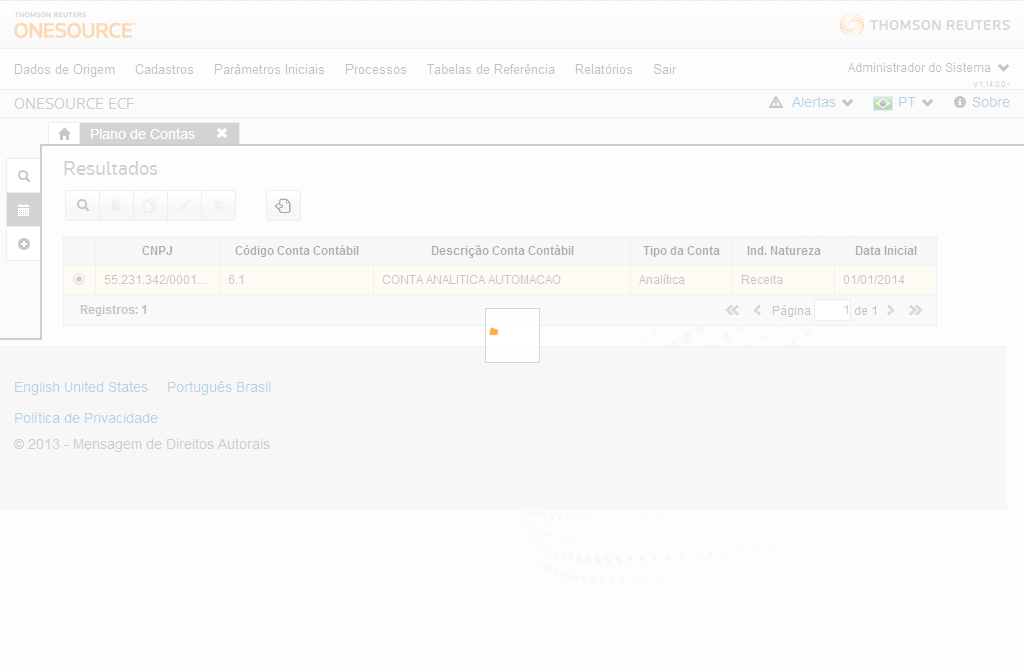 THOMSON REUTERS
ONESOURCE™
THOMSON REUTERS
Dados de Origem Cadastros Parâmetros Iniciais Processos Tabelas de Referência Relatórios Sair
Administrador do Sistema
v 1.14.0.0 -
ONESOURCE ECF
Alertas PT Sobre
Plano de Contas
Resultados
CNPJ Código Conta Contábil Descrição Conta Contábil Tipo da Conta Ind. Natureza Data Inicial
55.231.342/0001... 6.1 CONTA ANALITICA AUTOMACAO Analítica Receita 01/01/2014
Registros: 1
Página 1 de 1
English United States Português Brasil
Política de Privacidade
© 2013 - Mensagem de Direitos Autorais